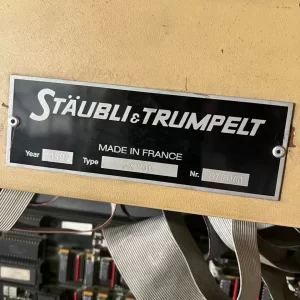 STÄUBLI & TRUMPELT
MADE IN FRANCE
Year Type Nr.